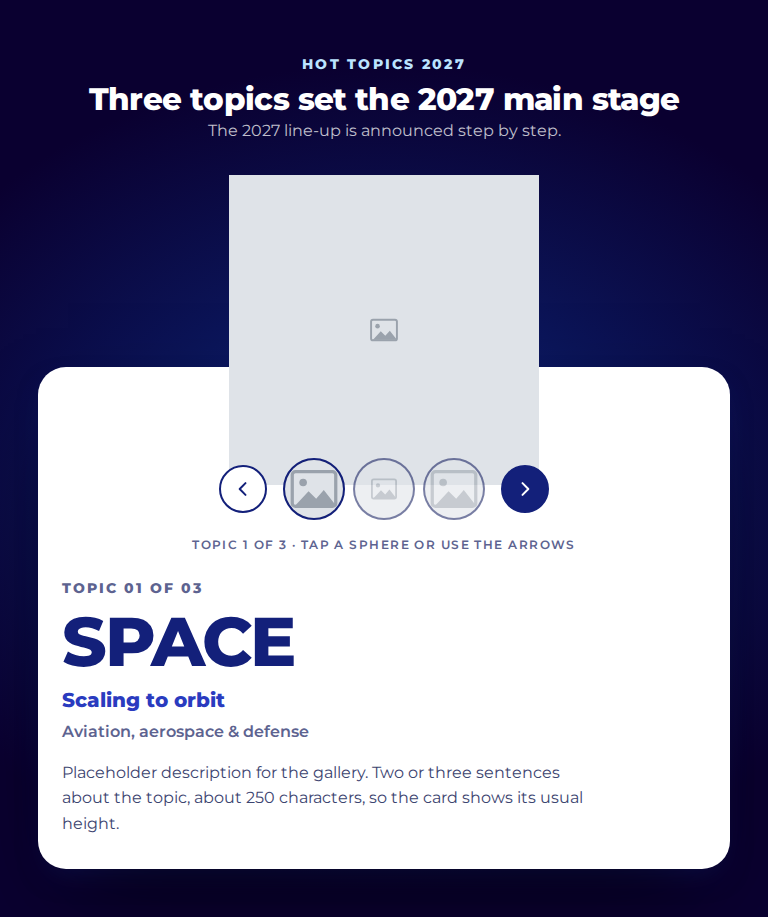 HOT TOPICS 2027
Three topics set the 2027 main stage
The 2027 line-up is announced step by step.
TOPIC 1 OF 3 · TAP A SPHERE OR USE THE ARROWS
TOPIC 01 OF 03
SPACE
Scaling to orbit
Aviation, aerospace & defense
Placeholder description for the gallery. Two or three sentences
about the topic, about 250 characters, so the card shows its usual
height.